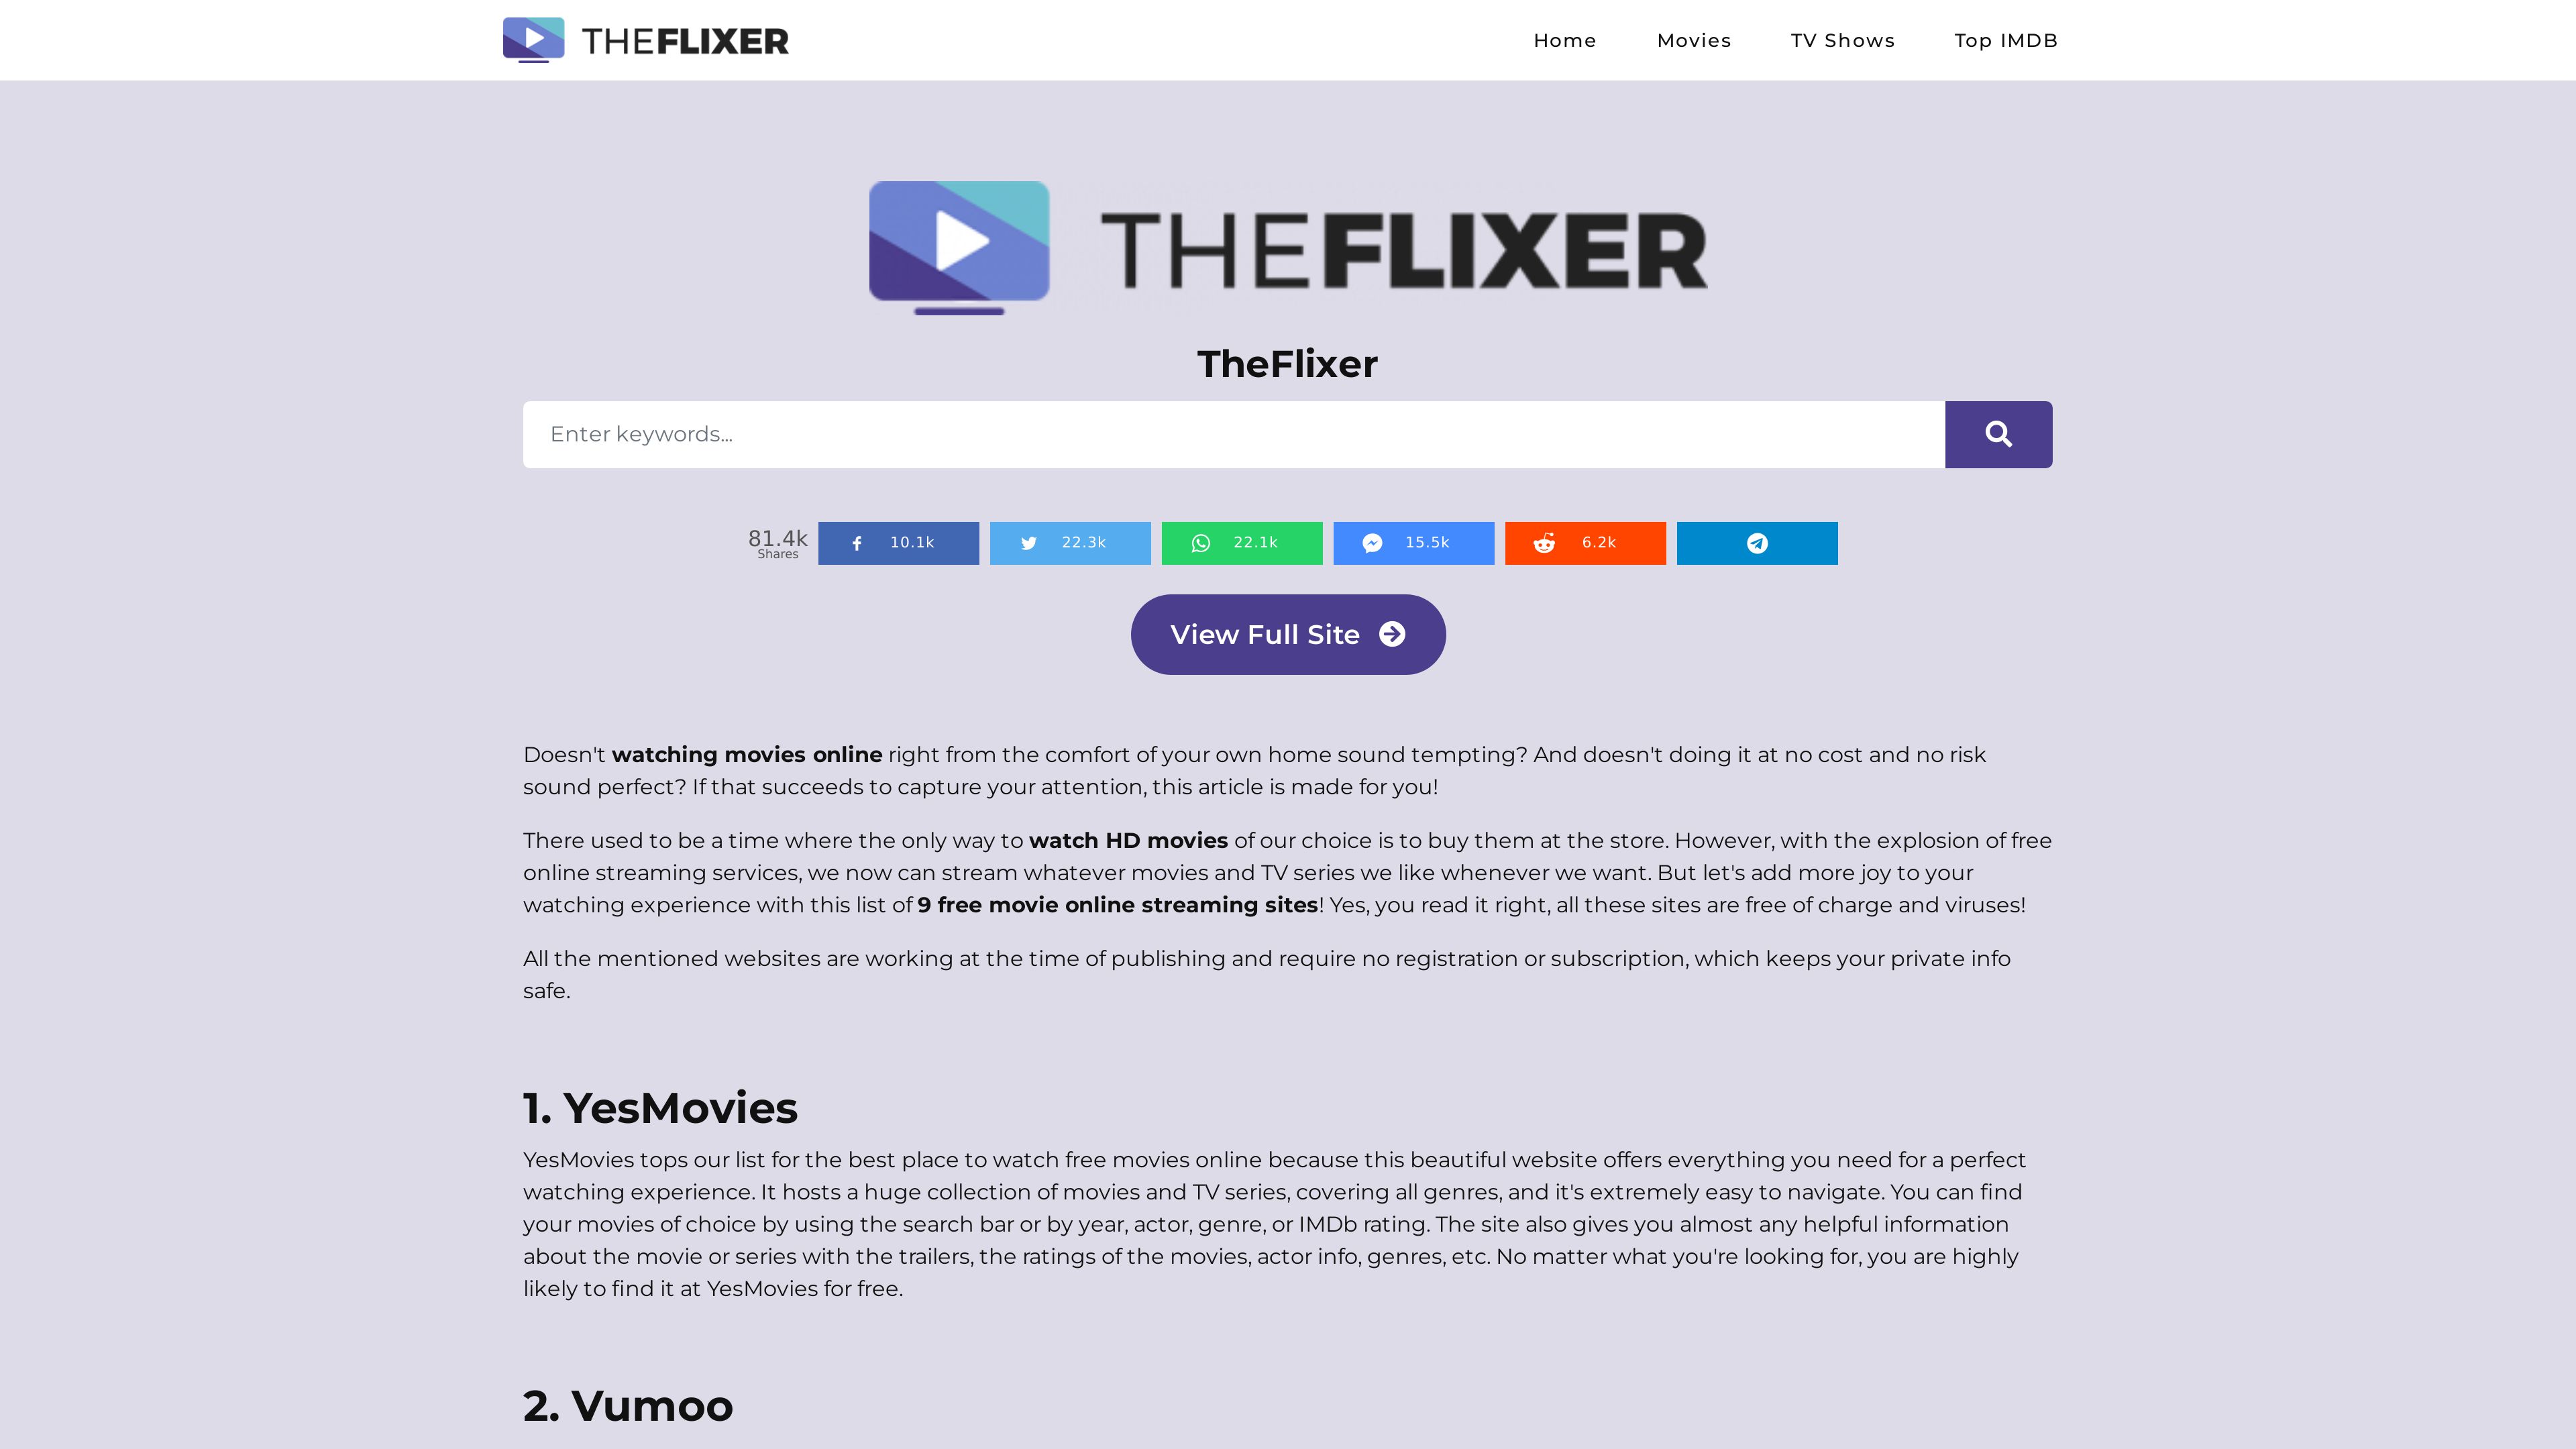 THEFLIXER
Home Movies TV Shows Top IMDB
THEFLIXER
TheFlixer
Enter keywords...
81.4k
Shares
10.1k
22.3k
22.1k
15.5k
6.2k
View Full Site
Doesn't watching movies online right from the comfort of your own home sound tempting? And doesn't doing it at no cost and no risk
sound perfect? If that succeeds to capture your attention, this article is made for you!
There used to be a time where the only way to watch HD movies of our choice is to buy them at the store. However, with the explosion of free
online streaming services, we now can stream whatever movies and TV series we like whenever we want. But let's add more joy to your
watching experience with this list of 9 free movie online streaming sites! Yes, you read it right, all these sites are free of charge and viruses!
All the mentioned websites are working at the time of publishing and require no registration or subscription, which keeps your private info
safe.
1. YesMovies
YesMovies tops our list for the best place to watch free movies online because this beautiful website offers everything you need for a perfect
watching experience. It hosts a huge collection of movies and TV series, covering all genres, and it's extremely easy to navigate. You can find
your movies of choice by using the search bar or by year, actor, genre, or IMDb rating. The site also gives you almost any helpful information
about the movie or series with the trailers, the ratings of the movies, actor info, genres, etc. No matter what you're looking for, you are highly
likely to find it at YesMovies for free.
2. Vumoo